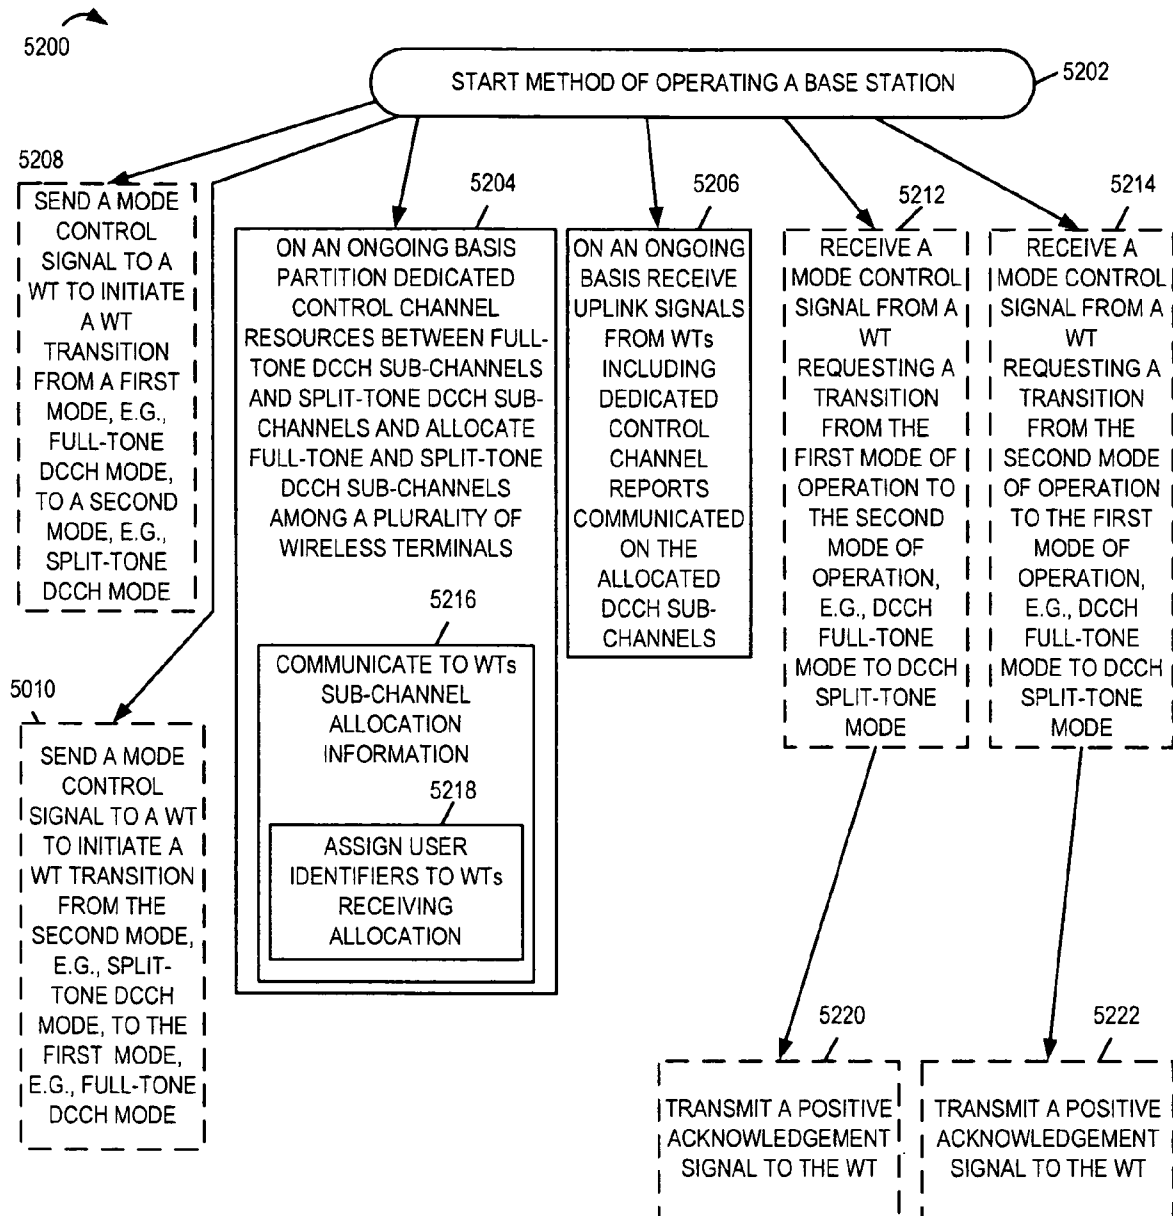 5200
START METHOD OF OPERATING A BASE STATION
5202
5208
SEND A MODE
CONTROL
SIGNAL TO A
WT TO INITIATE
A WT
TRANSITION
FROM A FIRST
MODE, E.G.,
FULL-TONE
DCCH MODE,
TO A SECOND
MODE, E.G.,
SPLIT-TONE
DCCH MODE
5204
ON AN ONGOING BASIS
PARTITION DEDICATED
CONTROL CHANNEL
RESOURCES BETWEEN FULL-
TONE DCCH SUB-CHANNELS
AND SPLIT-TONE DCCH SUB-
CHANNELS AND ALLOCATE
FULL-TONE AND SPLIT-TONE
DCCH SUB-CHANNELS
AMONG A PLURALITY OF
WIRELESS TERMINALS
5216
COMMUNICATE TO WTs
SUB-CHANNEL
ALLOCATION
INFORMATION
5218
ASSIGN USER
IDENTIFIERS TO WTs
RECEIVING
ALLOCATION
5206
ON AN ONGOING
BASIS RECEIVE
UPLINK SIGNALS
FROM WTs
INCLUDING
DEDICATED
CONTROL
CHANNEL
REPORTS
COMMUNICATED
ON THE
ALLOCATED
DCCH SUB-
CHANNELS
5212
RECEIVE A
MODE CONTROL
SIGNAL FROM A
WT
REQUESTING A
TRANSITION
FROM THE
FIRST MODE OF
OPERATION TO
THE SECOND
MODE OF
OPERATION,
E.G., DCCH
FULL-TONE
MODE TO DCCH
SPLIT-TONE
MODE
5214
RECEIVE A
MODE CONTROL
SIGNAL FROM A
WT
REQUESTING A
TRANSITION
FROM THE
SECOND MODE
OF OPERATION
TO THE FIRST
MODE OF
OPERATION,
E.G., DCCH
FULL-TONE
MODE TO DCCH
SPLIT-TONE
MODE
5010
SEND A MODE
CONTROL
SIGNAL TO A WT
TO INITIATE A
WT TRANSITION
FROM THE
SECOND MODE,
E.G., SPLIT-
TONE DCCH
MODE, TO THE
FIRST MODE,
E.G., FULL-TONE
DCCH MODE
5220
TRANSMIT A POSITIVE
ACKNOWLEDGEMENT
SIGNAL TO THE WT
5222
TRANSMIT A POSITIVE
ACKNOWLEDGEMENT
SIGNAL TO THE WT